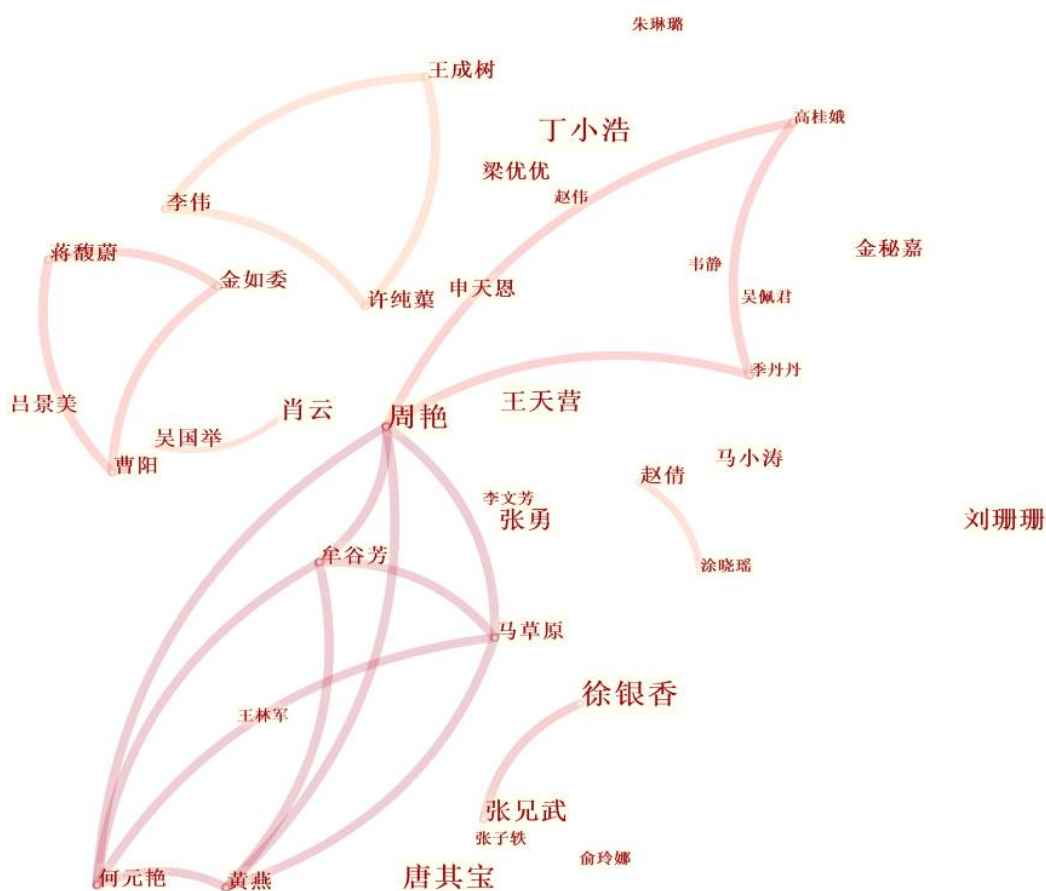 朱琳璐
王成树
高桂娥
丁小浩
梁优优
赵伟
李伟
蒋馥蔚
金秘嘉
韦静
金如委
申天恩
许纯蕖
吴佩君
季丹丹
吕景美
王天营
肖云
周艳
吴国举
曹阳
马小涛
赵倩
李文芳
张勇
刘珊珊
牟谷芳
涂晓瑶
马草原
徐银香
王林军
张兄武
张子轶
俞玲娜
唐其宝
何元艳
黄燕